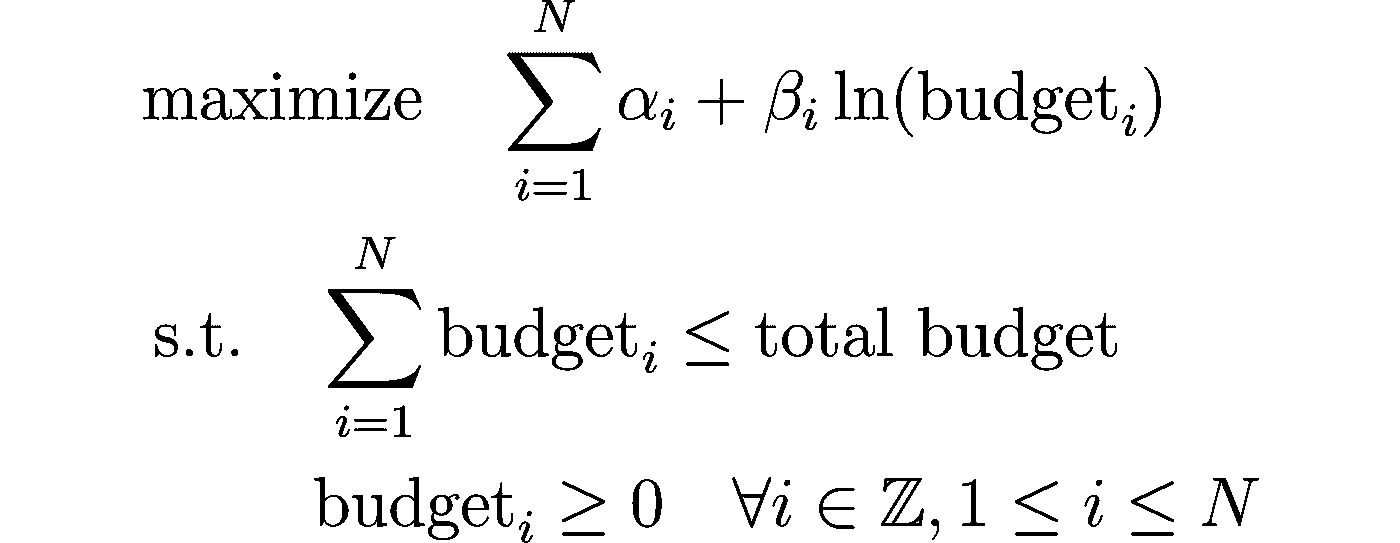 maximize $\sum_{i=1}^{N} \alpha_i + \beta_i \ln(\text{budget}_i)$
s.t. $\sum_{i=1}^{N} \text{budget}_i \leq \text{total budget}$
$\text{budget}_i \geq 0 \quad \forall i \in \mathbb{Z}, 1 \leq i \leq N$